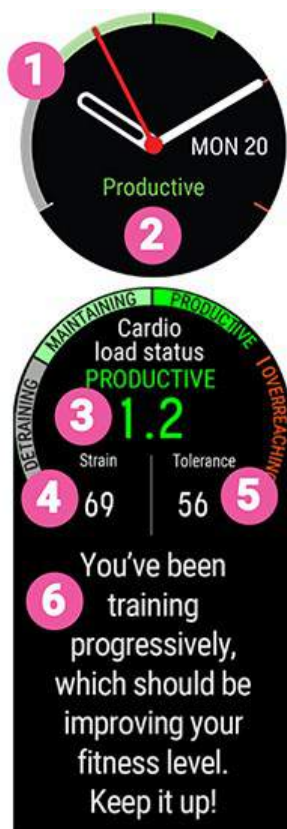 1
MON 20
Productive
2
DETRAINING
MAINTAINING
PRODUCTIVE
OVERREACHING
Cardio
load status
PRODUCTIVE
3
1.2
Strain
Tolerance
4
69
56
5
6
You've been
training
progressively,
which should be
improving your
fitness level.
Keep it up!